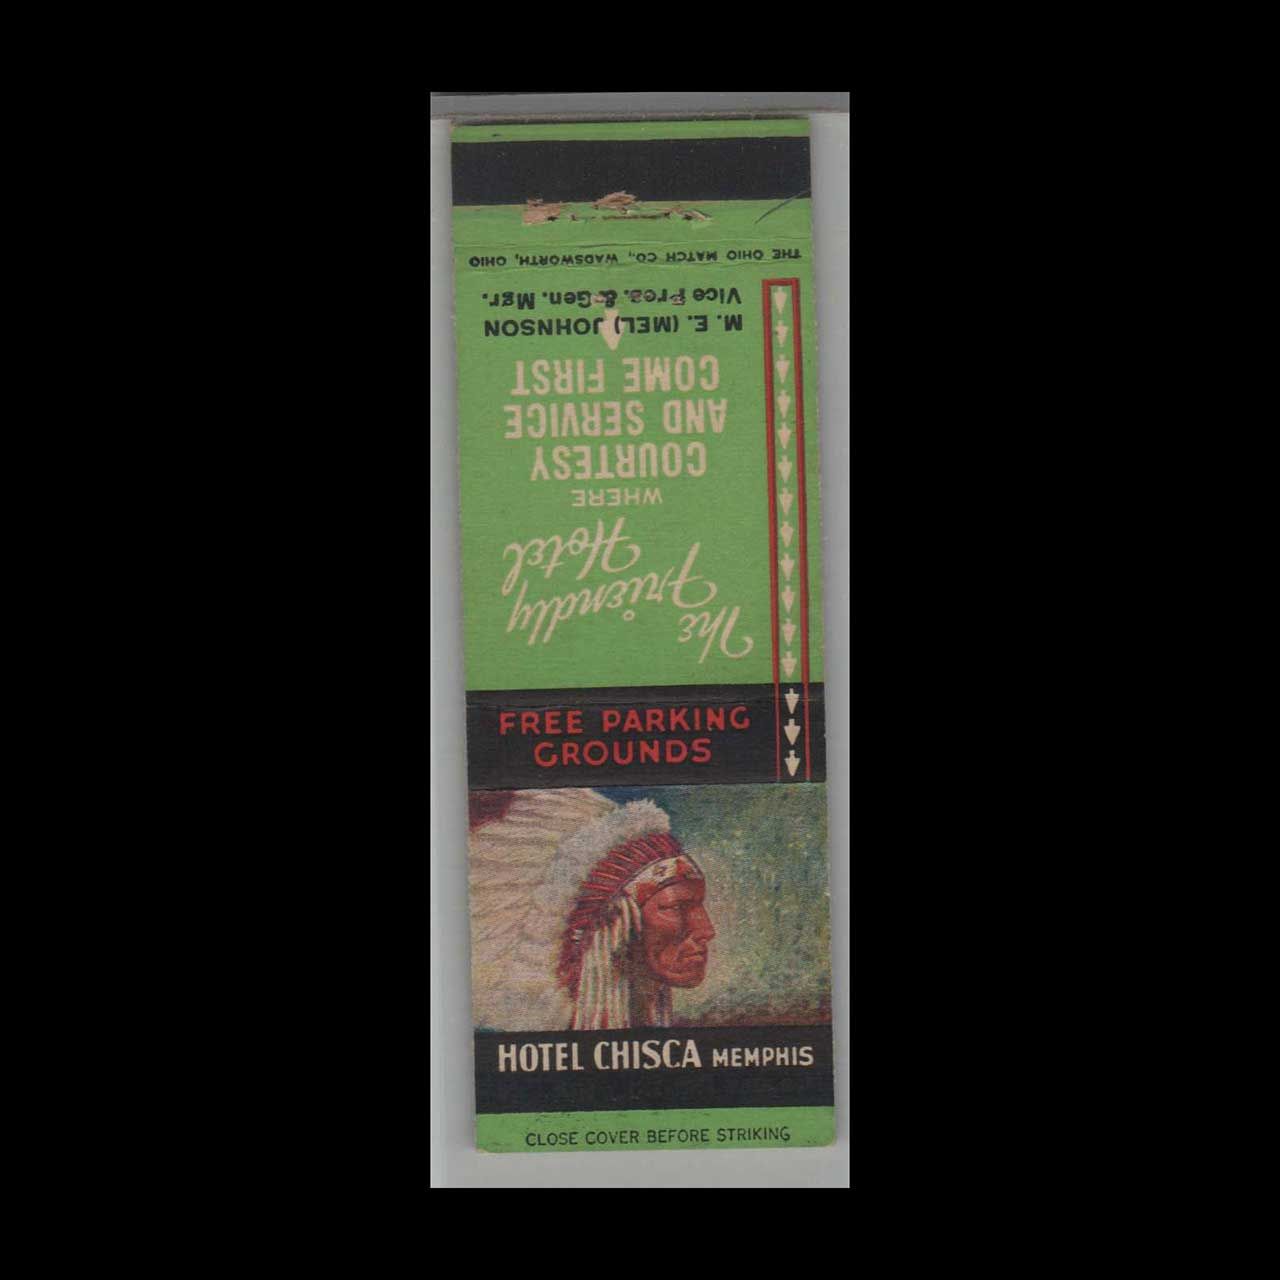 THE OHIO MATCH CO., WADSWORTH, OHIO
The
Friendly
Hotel
WHERE
COURTESY
AND SERVICE
COME FIRST
M. E. (MEL) JOHNSON
Vice Pres. & Gen. Mgr.
FREE PARKING
GROUNDS
HOTEL CHISCA MEMPHIS
CLOSE COVER BEFORE STRIKING